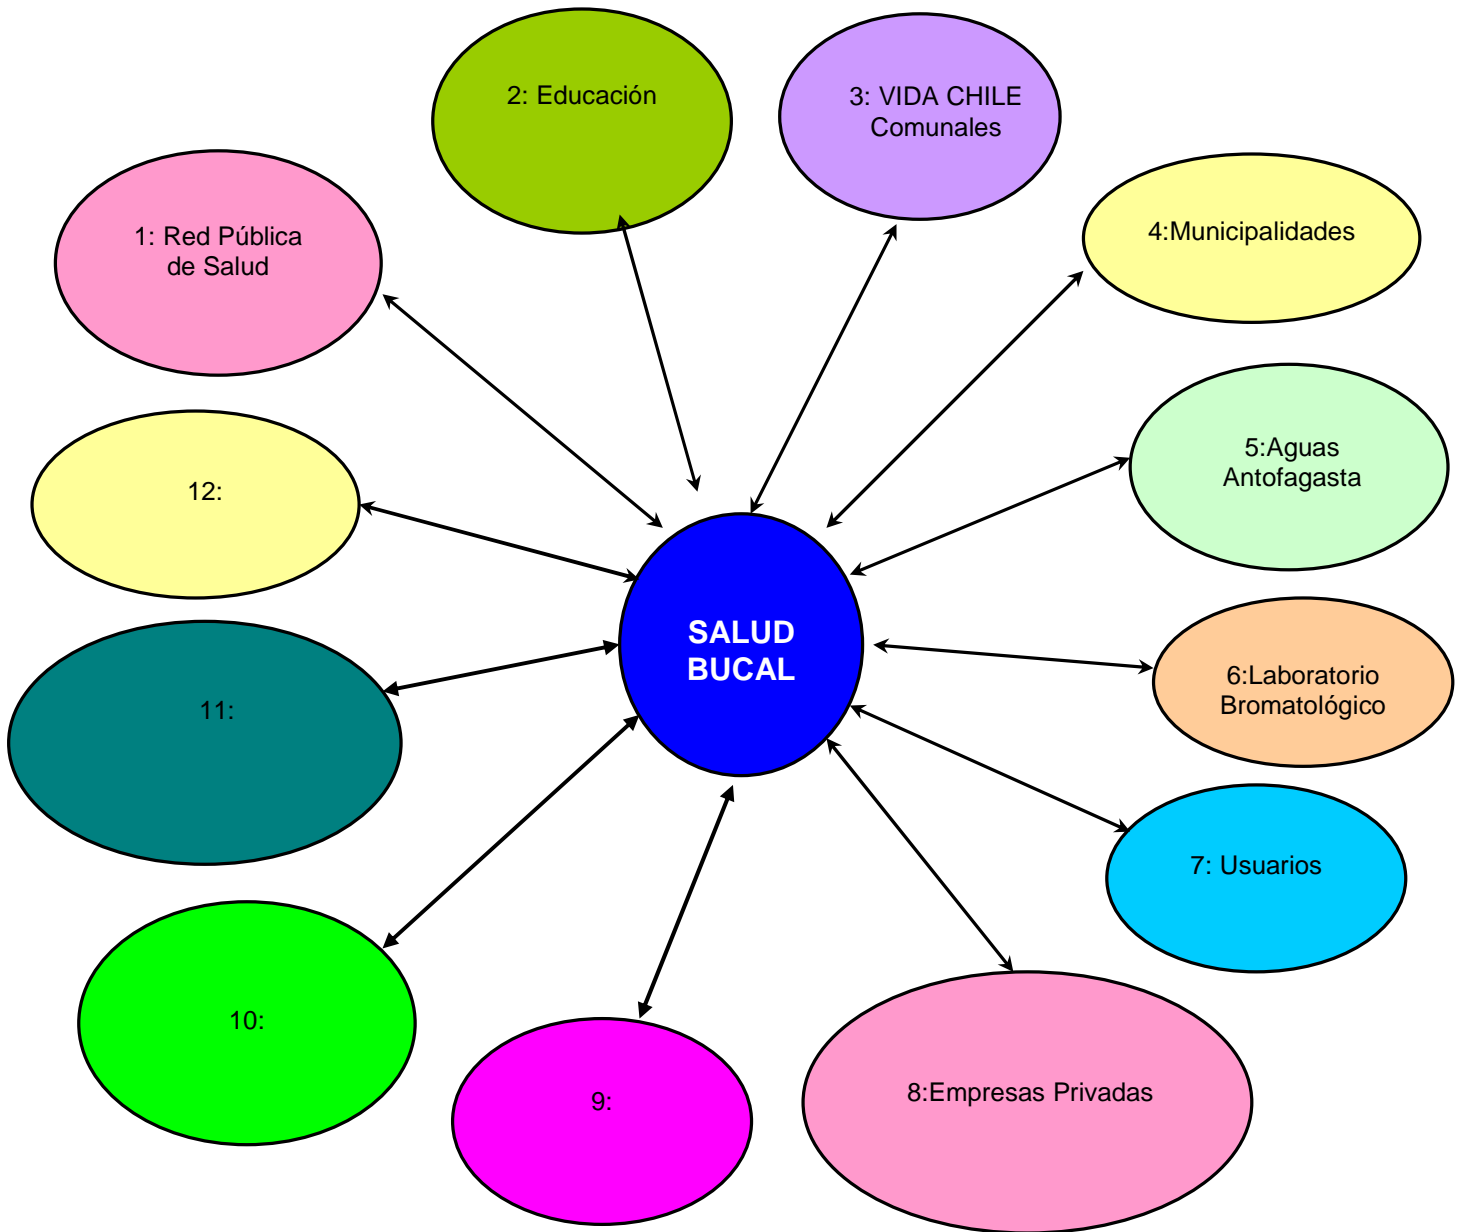 1: Red Pública
de Salud
2: Educación
3: VIDA CHILE
Comunales
4:Municipalidades
5:Aguas
Antofagasta
6:Laboratorio
Bromatológico
7: Usuarios
8:Empresas Privadas
9:
10:
11:
12:
SALUD
BUCAL